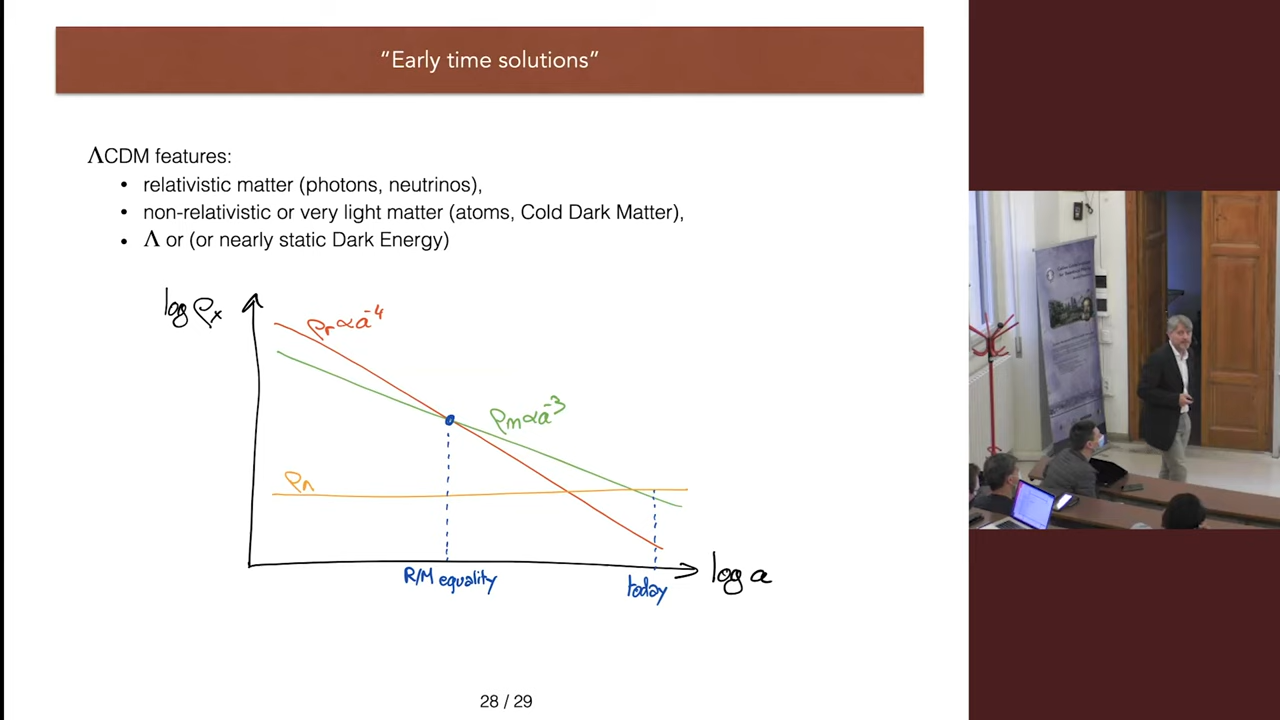 “Early time solutions”
ΛCDM features:
• relativistic matter (photons, neutrinos),
• non-relativistic or very light matter (atoms, Cold Dark Matter),
• Λ or (or nearly static Dark Energy)
log ρx
ρr ∝ a^-4
ρm ∝ a^-3
ρΛ
R/M equality
today
log a
28 / 29